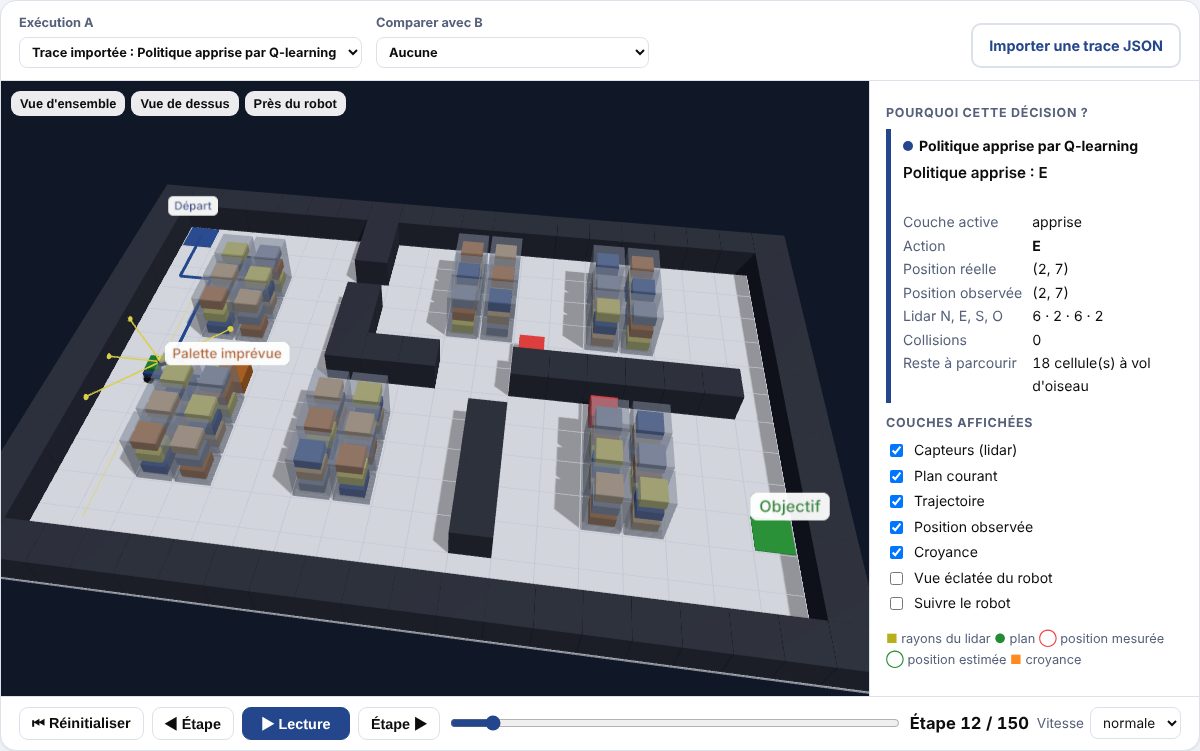 Exécution A
Comparer avec B
Trace importée : Politique apprise par Q-learning
Aucune
Importer une trace JSON
Vue d'ensemble
Vue de dessus
Près du robot
Départ
Palette imprévue
Objectif
POURQUOI CETTE DÉCISION ?
Politique apprise par Q-learning
Politique apprise : E
Couche active apprise
Action E
Position réelle (2, 7)
Position observée (2, 7)
Lidar N, E, S, O 6 · 2 · 6 · 2
Collisions 0
Reste à parcourir 18 cellule(s) à vol
d'oiseau
COUCHES AFFICHÉES
Capteurs (lidar)
Plan courant
Trajectoire
Position observée
Croyance
Vue éclatée du robot
Suivre le robot
rayons du lidar plan position mesurée
position estimée croyance
⏮ Réinitialiser
◀ Étape
▶ Lecture
Étape ▶
Étape 12 / 150
Vitesse
normale